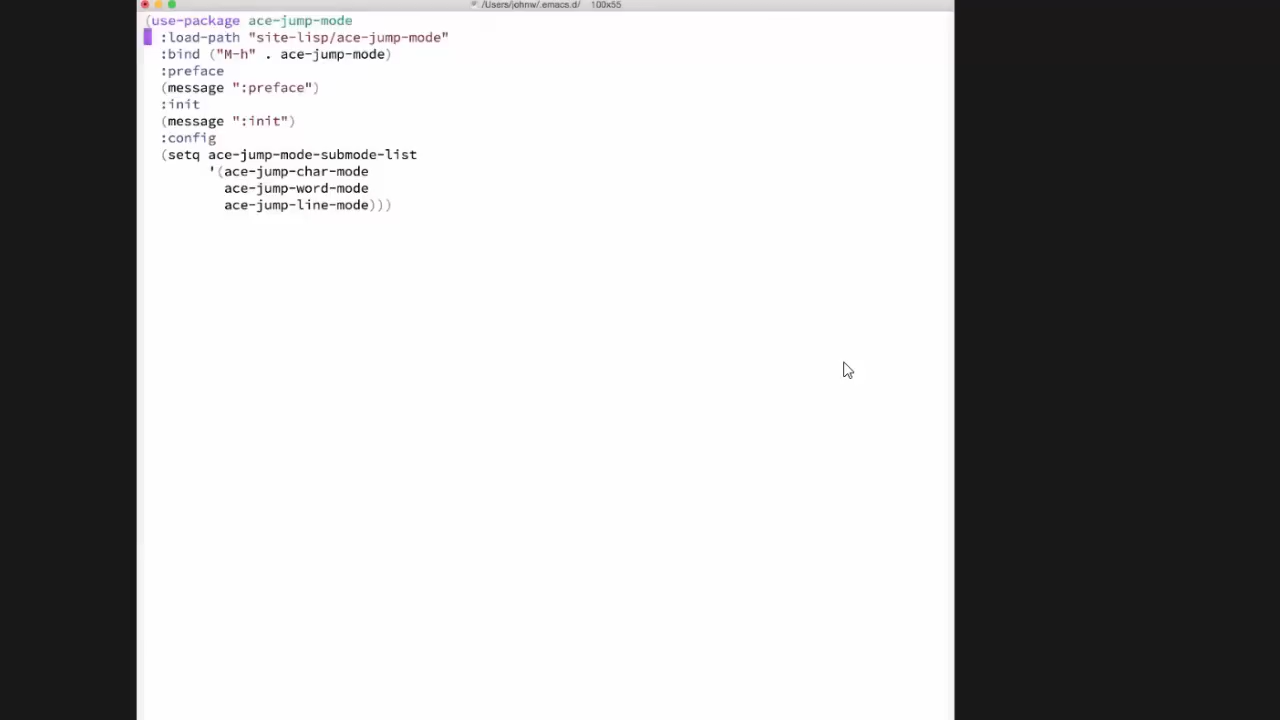 /Users/johnw/.emacs.d/ 100x55
(use-package ace-jump-mode
:load-path "site-lisp/ace-jump-mode"
:bind ("M-h" . ace-jump-mode)
:preface
(message ":preface")
:init
(message ":init")
:config
(setq ace-jump-mode-submode-list
'(ace-jump-char-mode
ace-jump-word-mode
ace-jump-line-mode)))